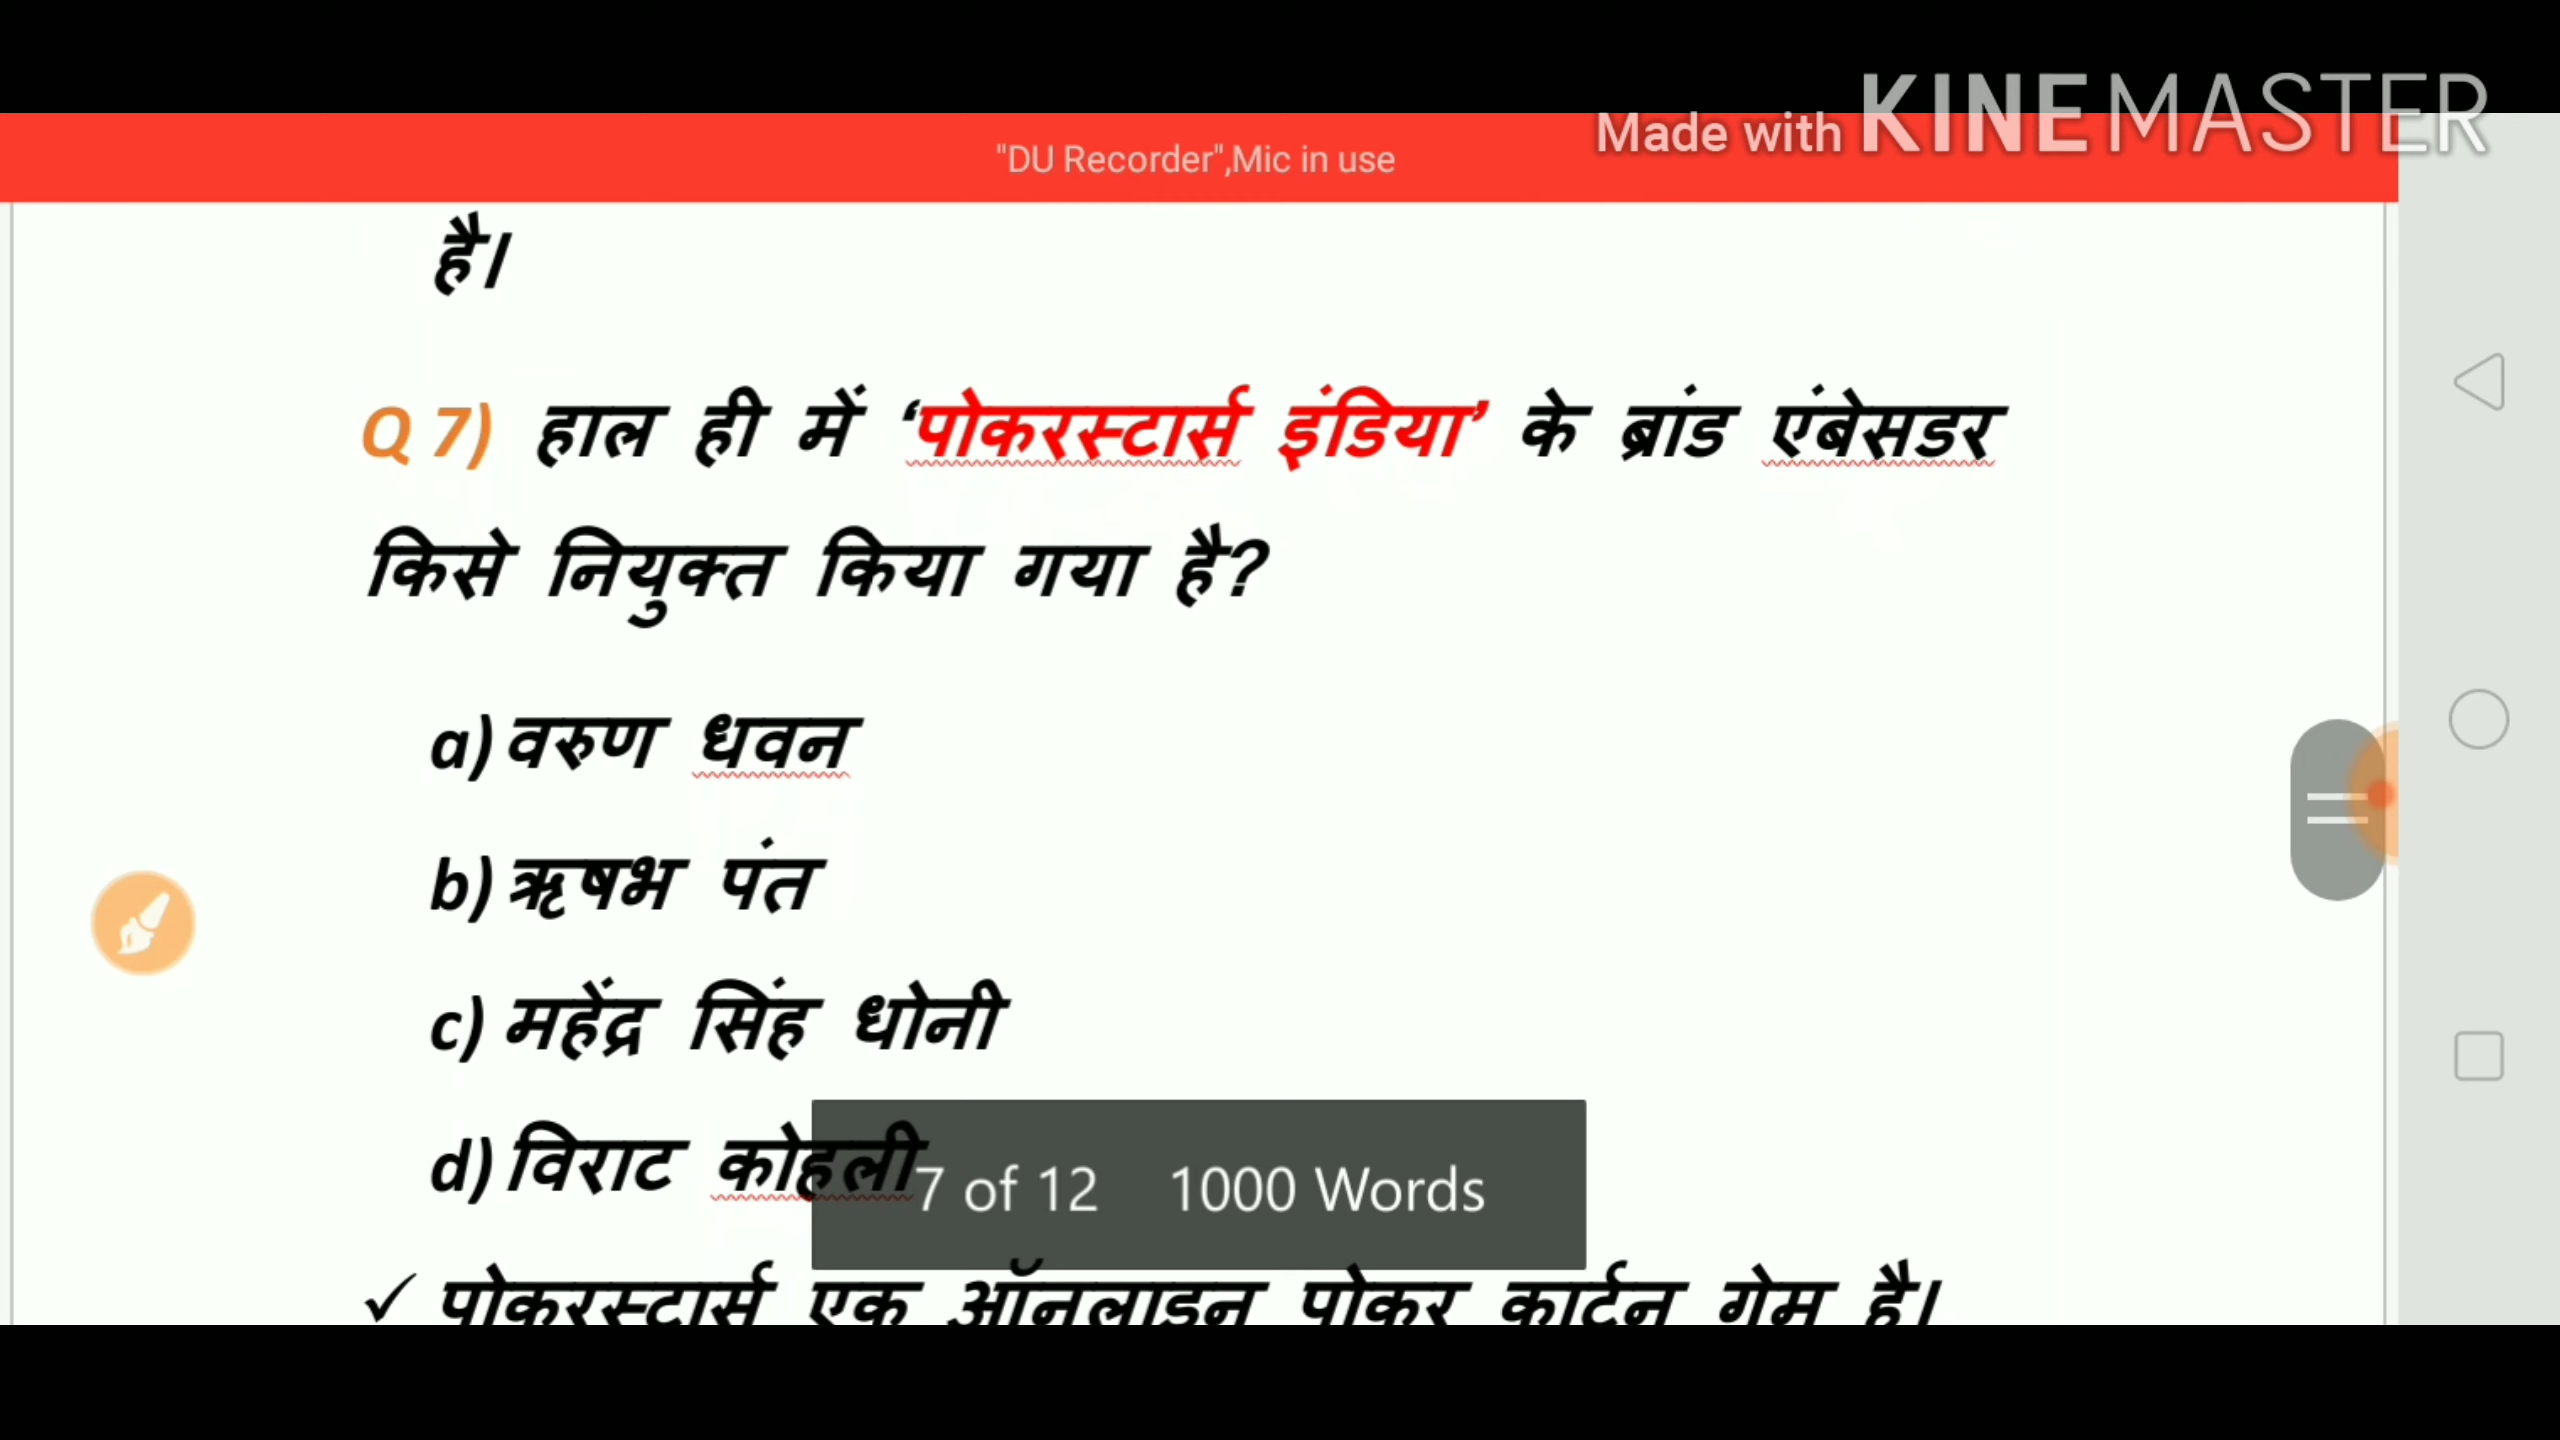 Made with KINEMASTER
"DU Recorder",Mic in use
है।
Q 7) हाल ही में ‘पोकरस्टार्स इंडिया’ के ब्रांड एंबेसडर
किसे नियुक्त किया गया है?
a) वरुण धवन
b) ऋषभ पंत
c) महेंद्र सिंह धोनी
d) विराट कोहली
7 of 12 1000 Words
✓ पोकरस्टार्स एक ऑनलाइन पोकर कार्टन गेम है।